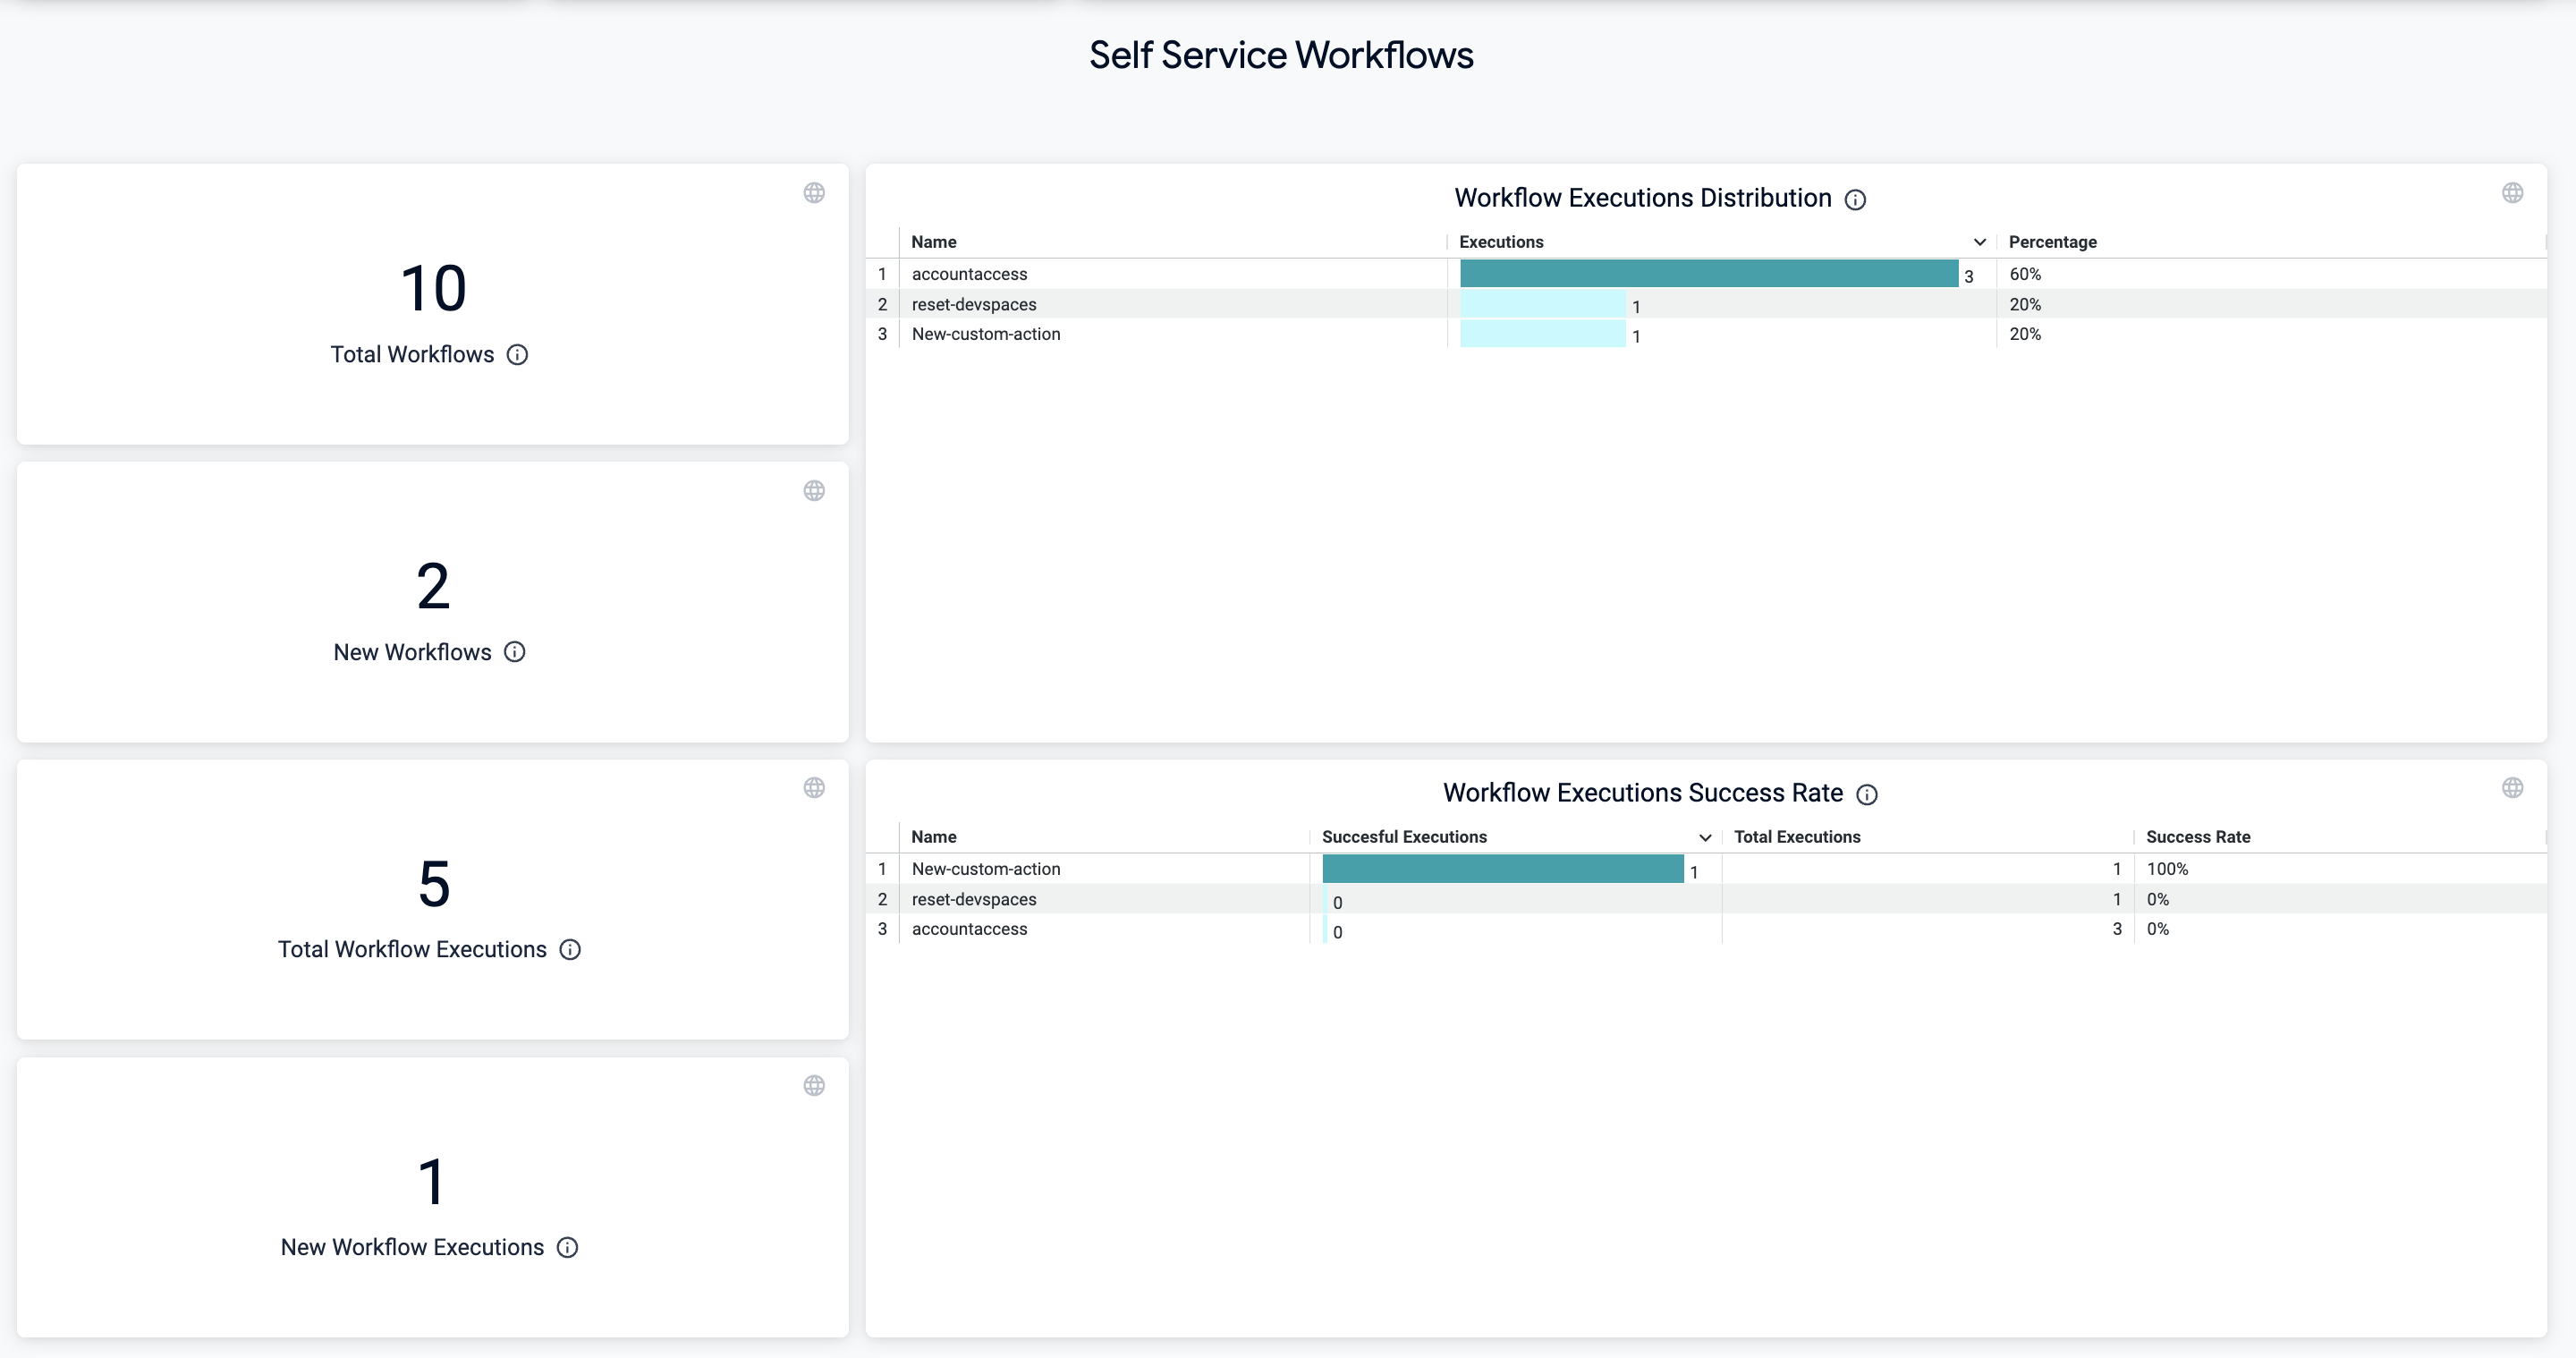 Self Service Workflows
10
Total Workflows
2
New Workflows
5
Total Workflow Executions
1
New Workflow Executions
Workflow Executions Distribution
Name Executions Percentage
1 accountaccess 3 60%
2 reset-devspaces 1 20%
3 New-custom-action 1 20%
Workflow Executions Success Rate
Name Succesful Executions Total Executions Success Rate
1 New-custom-action 1 1 100%
2 reset-devspaces 0 1 0%
3 accountaccess 0 3 0%